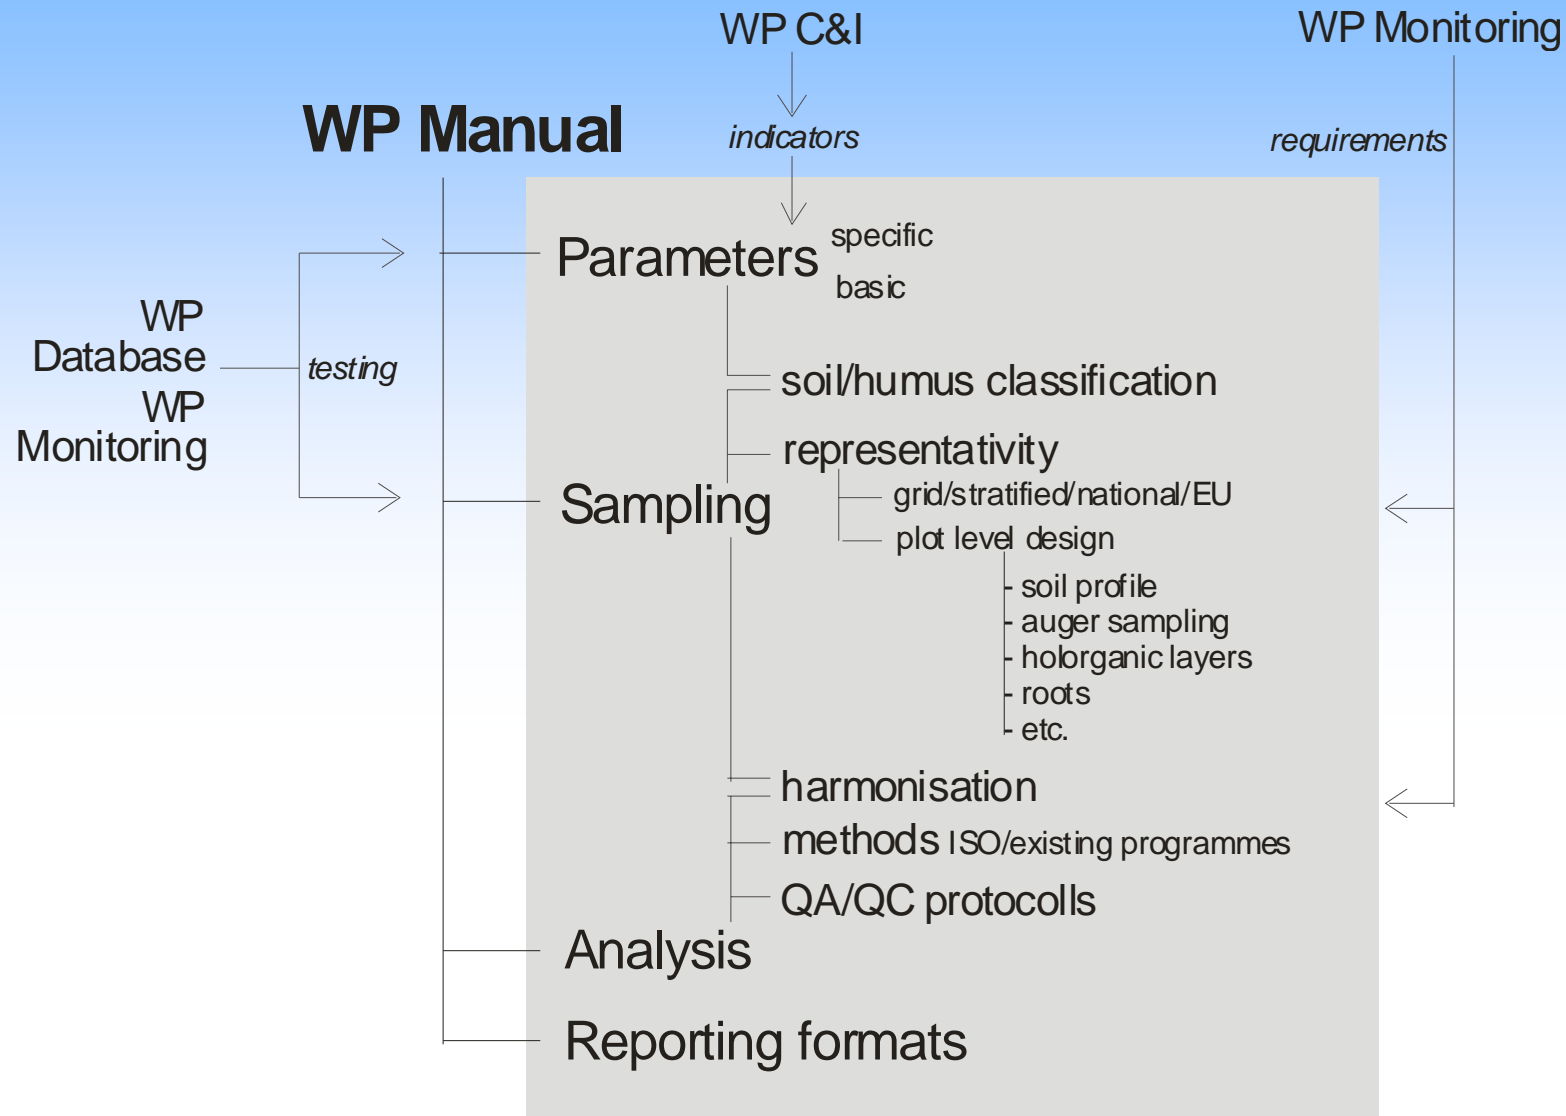 WP C&I
WP Monitoring
WP Manual
indicators
requirements
Parameters
specific
basic
WP
Database
WP
Monitoring
testing
soil/humus classification
representativity
grid/stratified/national/EU
Sampling
plot level design
- soil profile
- auger sampling
- holorganic layers
- roots
- etc.
harmonisation
methods ISO/existing programmes
QA/QC protocolls
Analysis
Reporting formats